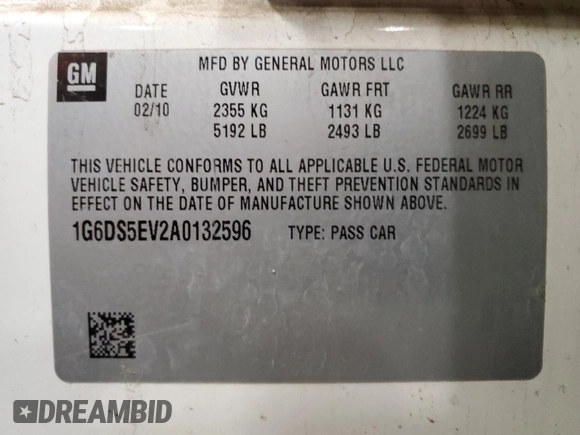 GM
MFD BY GENERAL MOTORS LLC
DATE GVWR GAWR FRT GAWR RR
02/10 2355 KG 1131 KG 1224 KG
5192 LB 2493 LB 2699 LB
THIS VEHICLE CONFORMS TO ALL APPLICABLE U.S. FEDERAL MOTOR
VEHICLE SAFETY, BUMPER, AND THEFT PREVENTION STANDARDS IN
EFFECT ON THE DATE OF MANUFACTURE SHOWN ABOVE.
1G6DS5EV2A0132596 TYPE: PASS CAR
DREAMBID